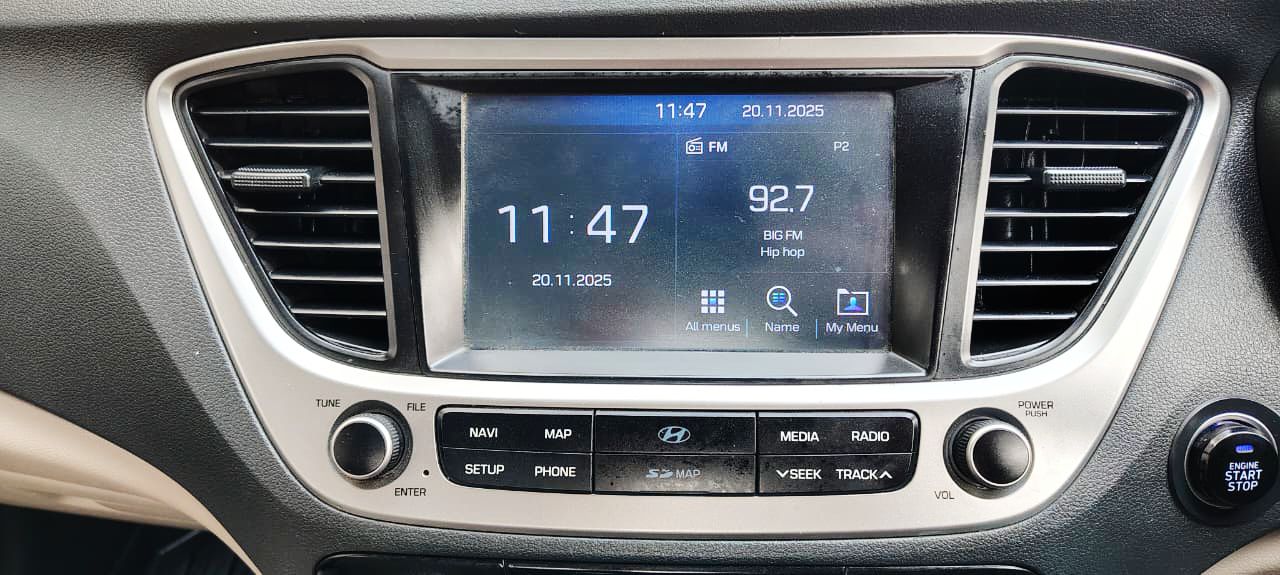 11:47 20.11.2025
FM P2
11:47
20.11.2025
92.7
BIG FM
Hip hop
All menus Name My Menu
TUNE FILE
ENTER
NAVI MAP
SETUP PHONE
SD MAP
MEDIA RADIO
SEEK TRACK
POWER
PUSH
VOL
ENGINE
START
STOP